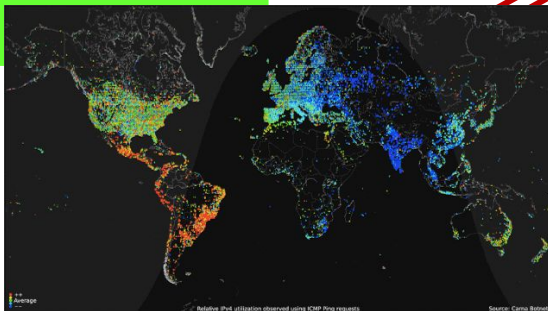 ++
Average
--
Relative IPv4 utilization observed using ICMP Ping requests
Source: Carna Botnet